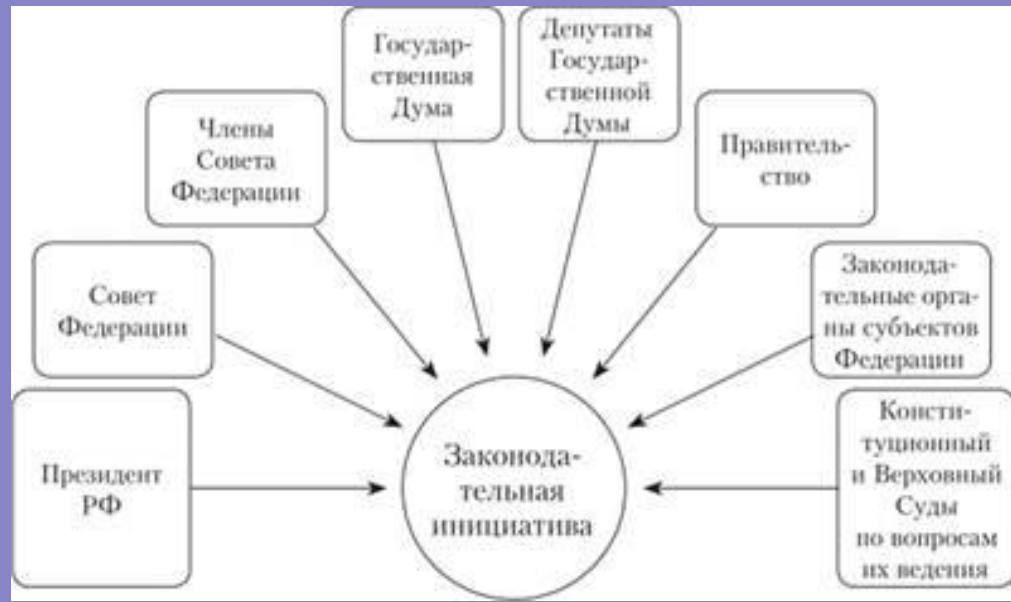 Государ-
ственная
Дума
Депутаты
Государ-
ственной
Думы
Члены
Совета
Федерации
Правитель-
ство
Совет
Федерации
Законода-
тельные орга-
ны субъектов
Федерации
Президент
РФ
Законода-
тельная
инициатива
Консти-
туционный
и Верховный
Суды
по вопросам
их ведения